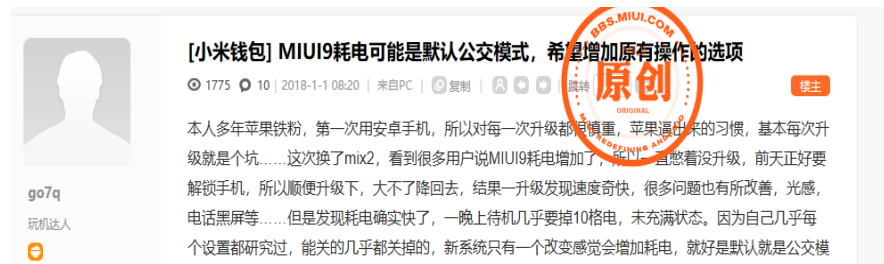 [小米钱包] MIUI9耗电可能是默认公交模式，希望增加原有操作的选项
1775 10 | 2018-1-1 08:20 | 来自PC | 复制 | 跳转
楼主
BBS.MIUI.COM
原创
ORIGINAL
REDEFINING ANDROID
本人多年苹果铁粉，第一次用安卓手机，所以对每一次升级都很慎重，苹果逼出来的习惯，基本每次升
级就是个坑……这次换了mix2，看到很多用户说MIUI9耗电增加了，所以一直憋着没升级，前天正好要
解锁手机，所以顺便升级下，大不了降回去，结果一升级发现速度奇快，很多问题也有所改善，光感，
电话黑屏等……但是发现耗电确实快了，一晚上待机几乎要掉10格电，未充满状态。因为自己几乎每
个设置都研究过，能关的几乎都关掉的，新系统只有一个改变感觉会增加耗电，就好是默认就是公交模
go7q
玩机达人